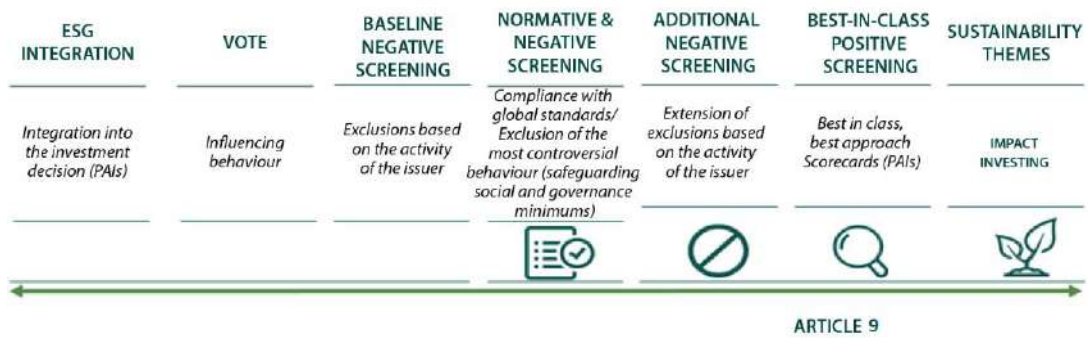 ESG
INTEGRATION
VOTE
BASELINE
NEGATIVE
SCREENING
NORMATIVE &
NEGATIVE
SCREENING
ADDITIONAL
NEGATIVE
SCREENING
BEST-IN-CLASS
POSITIVE
SCREENING
SUSTAINABILITY
THEMES
Integration into
the investment
decision (PAIs)
Influencing
behaviour
Exclusions based
on the activity
of the issuer
Compliance with
global standards/
Exclusion of the
most controversial
behaviour (safeguarding
social and governance
minimums)
Extension of
exclusions based
on the activity
of the issuer
Best in class,
best approach
Scorecards (PAIs)
IMPACT
INVESTING
ARTICLE 9